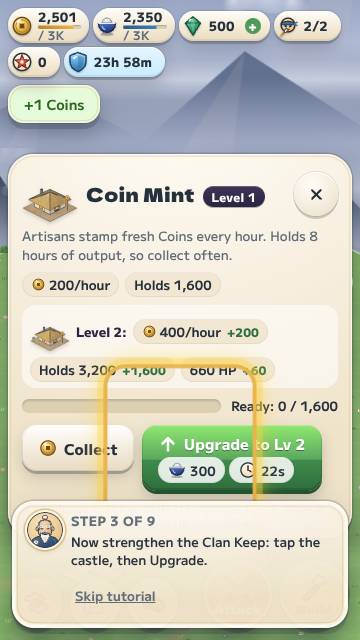 2,501 / 3K
2,350 / 3K
500
2/2
0
23h 58m
+1 Coins
Coin Mint Level 1
Artisans stamp fresh Coins every hour. Holds 8
hours of output, so collect often.
200/hour Holds 1,600
Level 2: 400/hour +200
Holds 3,200 +1,600 660 HP +60
Ready: 0 / 1,600
Collect
Upgrade to Lv 2
300 22s
STEP 3 OF 9
Now strengthen the Clan Keep: tap the
castle, then Upgrade.
Skip tutorial